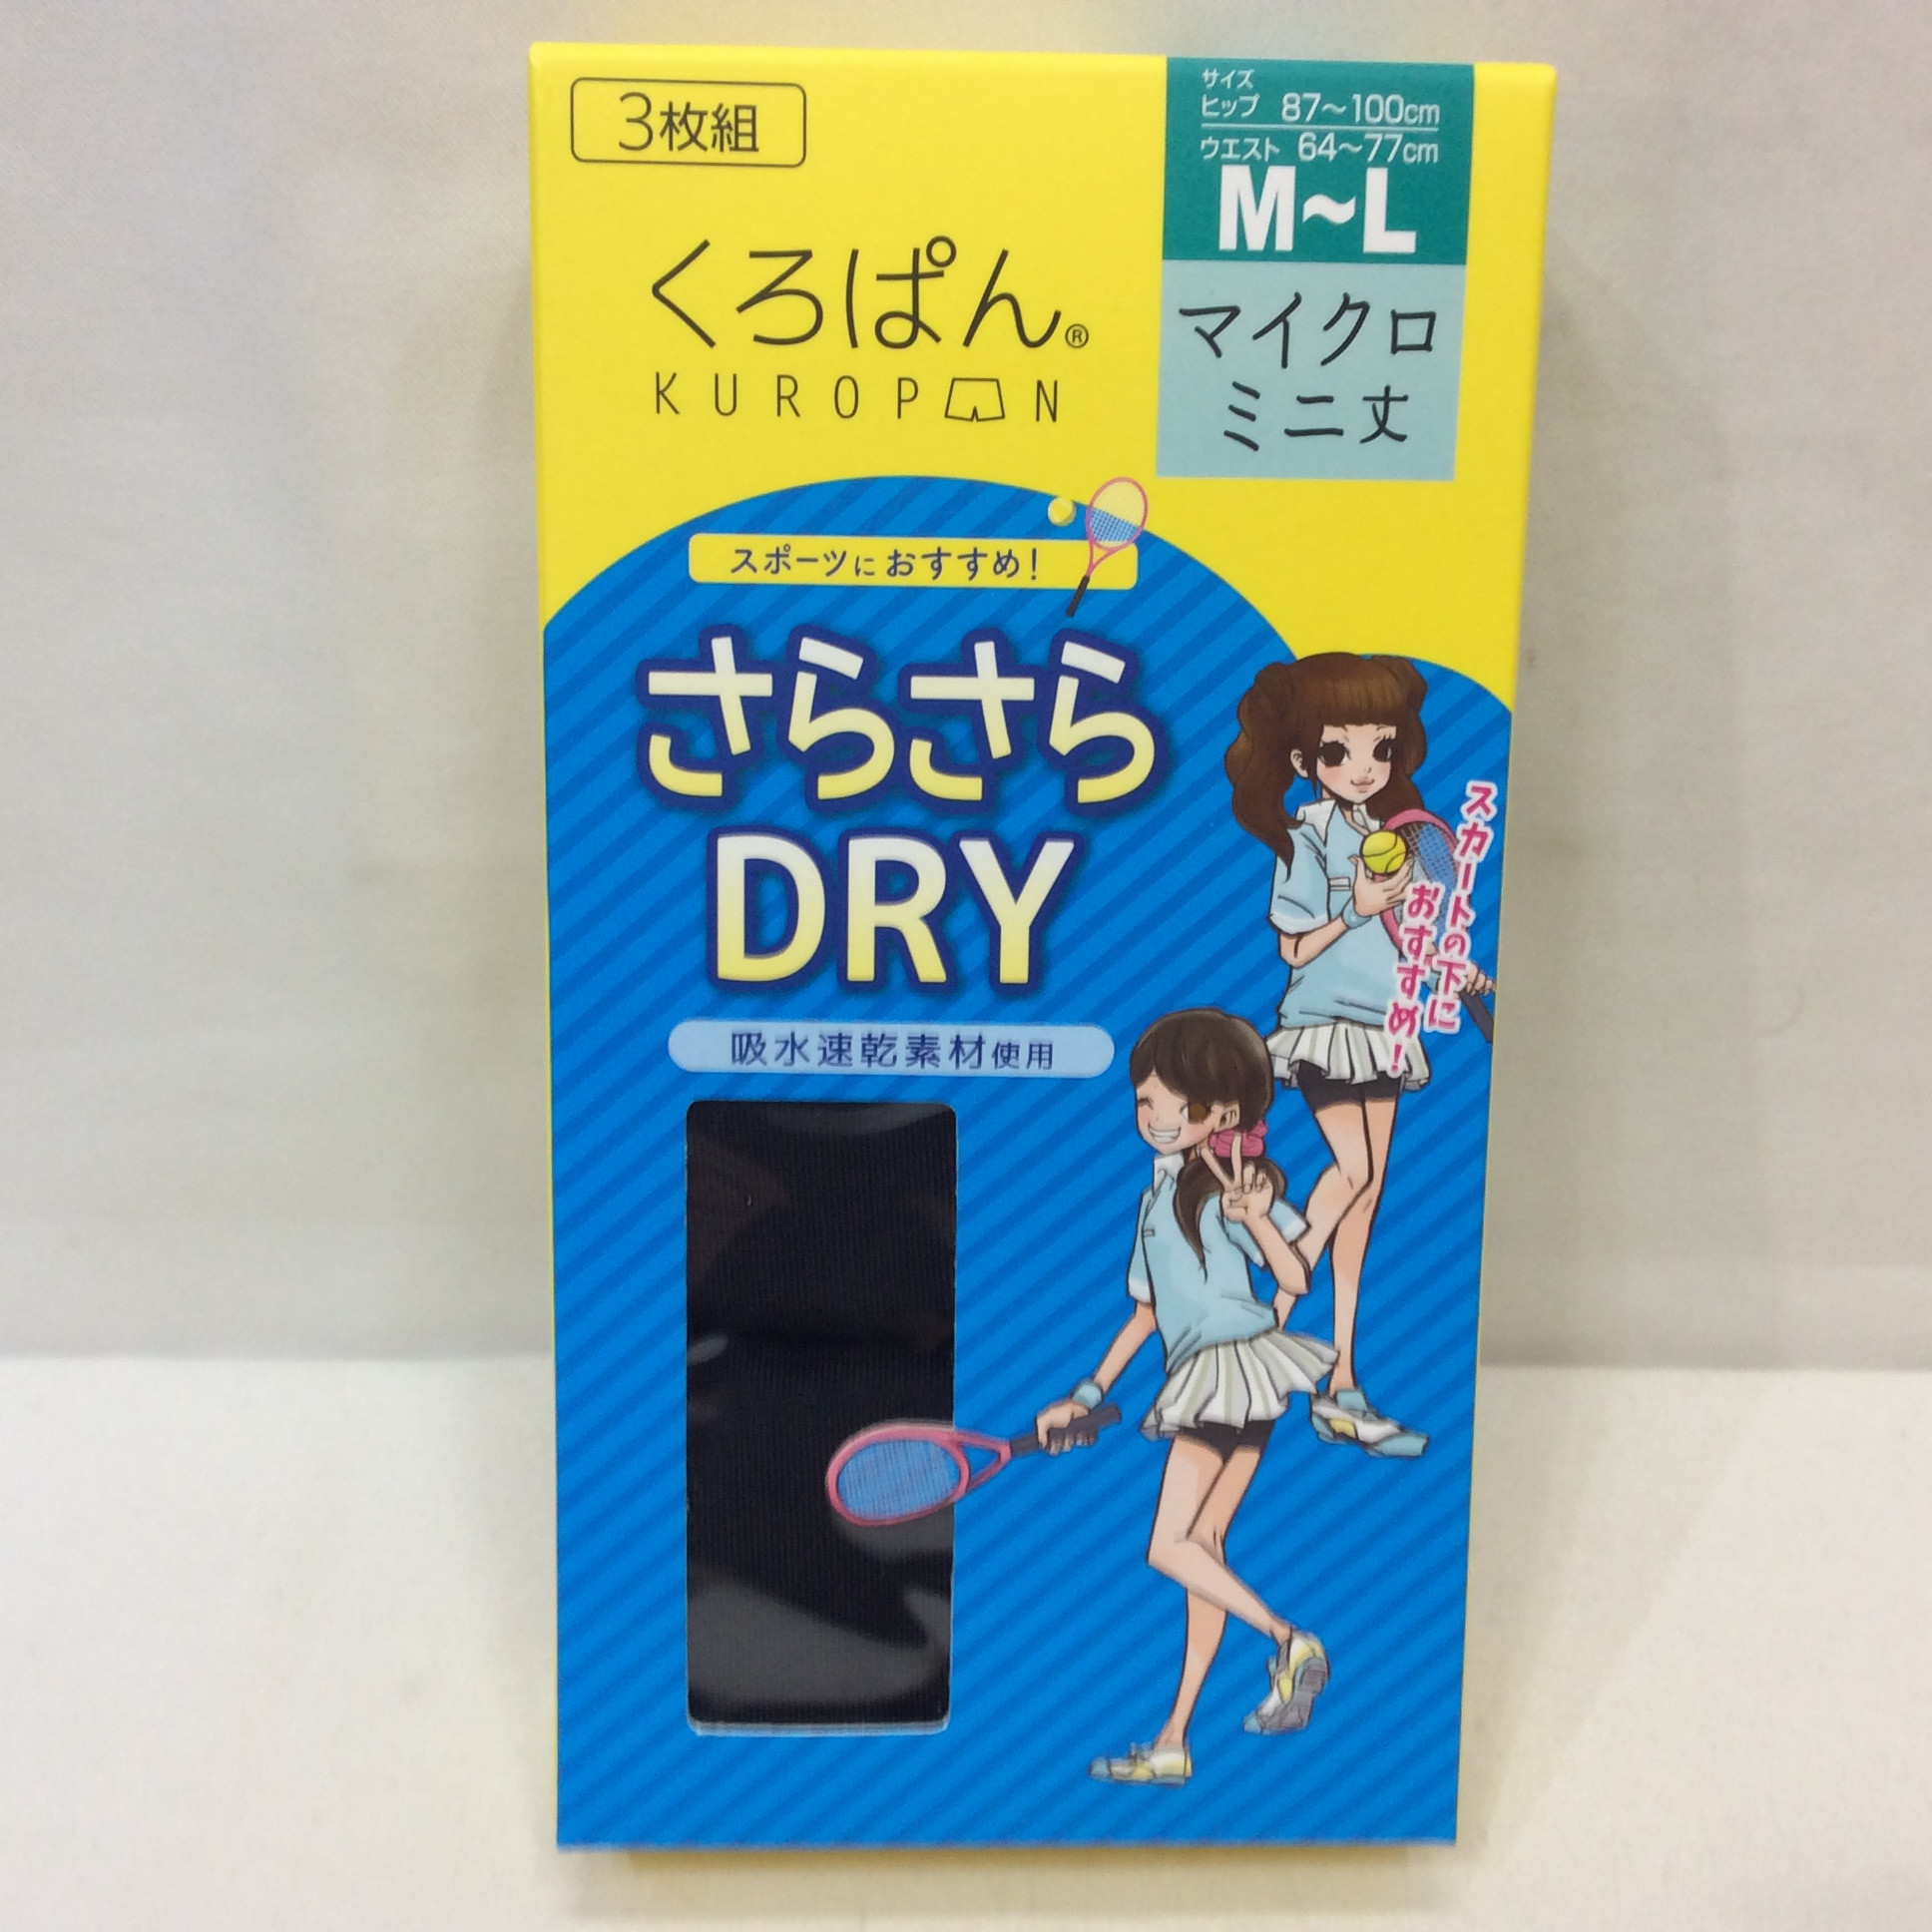 3枚組
サイズ
ヒップ 87～100cm
ウエスト 64～77cm
M～L
マイクロ
ミニ丈
くろぱん®
KUROPAN
スポーツにおすすめ!
さらさら
DRY
吸水速乾素材使用
スカートの下に
おすすめ!